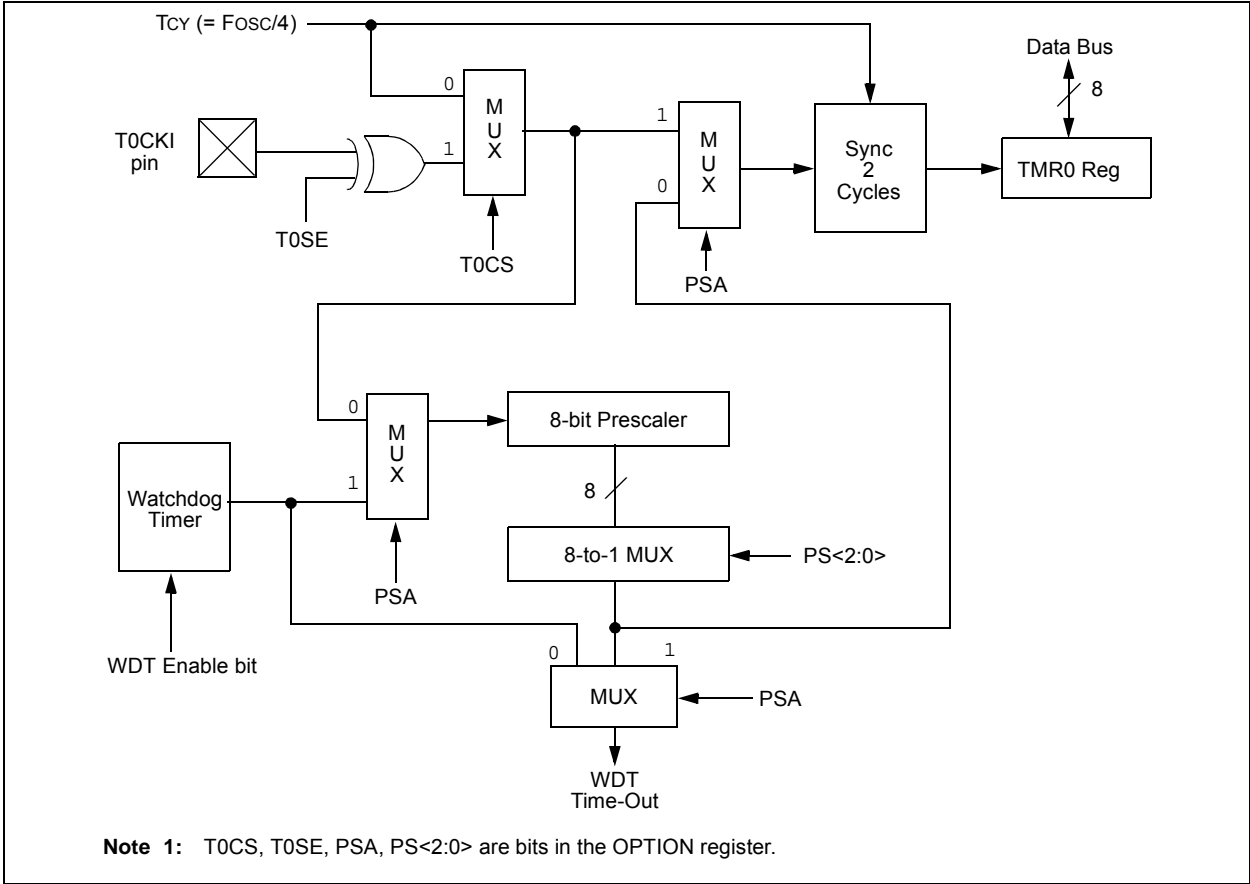 TCY (= FOSC/4)
Data Bus
8
0
M
U
X
1
T0CKI
pin
T0SE
T0CS
1
M
U
X
0
PSA
Sync
2
Cycles
TMR0 Reg
0
M
U
X
1
8-bit Prescaler
Watchdog
Timer
8
8-to-1 MUX
PS<2:0>
PSA
WDT Enable bit
0
1
MUX
PSA
WDT
Time-Out
Note 1: T0CS, T0SE, PSA, PS<2:0> are bits in the OPTION register.